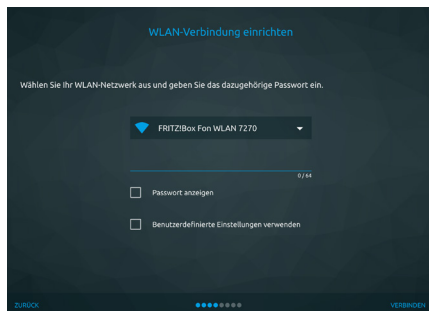 WLAN-Verbindung einrichten
Wählen Sie Ihr WLAN-Netzwerk aus und geben Sie das dazugehörige Passwort ein.
FRITZ!Box Fon WLAN 7270
0 / 64
Passwort anzeigen
Benutzerdefinierte Einstellungen verwenden
ZURÜCK
VERBINDEN